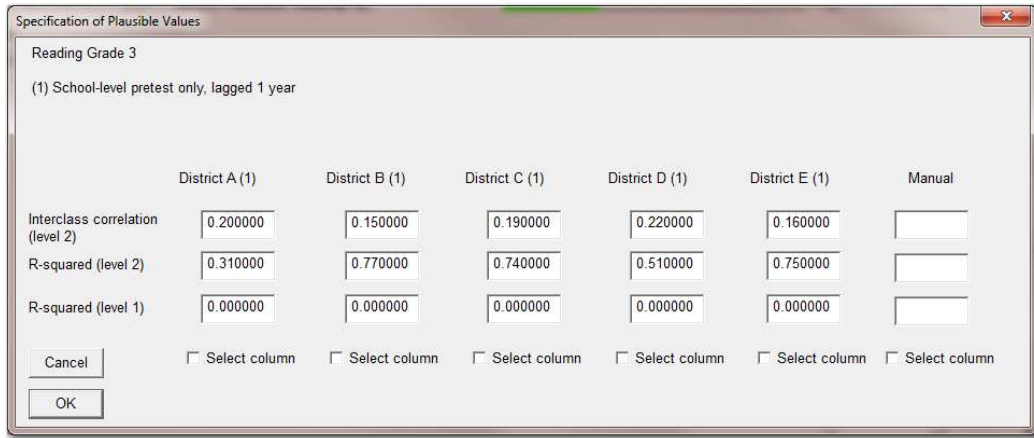 Specification of Plausible Values
Reading Grade 3
(1) School-level pretest only, lagged 1 year
District A (1) District B (1) District C (1) District D (1) District E (1) Manual
Interclass correlation (level 2) 0.200000 0.150000 0.190000 0.220000 0.160000
R-squared (level 2) 0.310000 0.770000 0.740000 0.510000 0.750000
R-squared (level 1) 0.000000 0.000000 0.000000 0.000000 0.000000
Cancel Select column Select column Select column Select column Select column Select column
OK